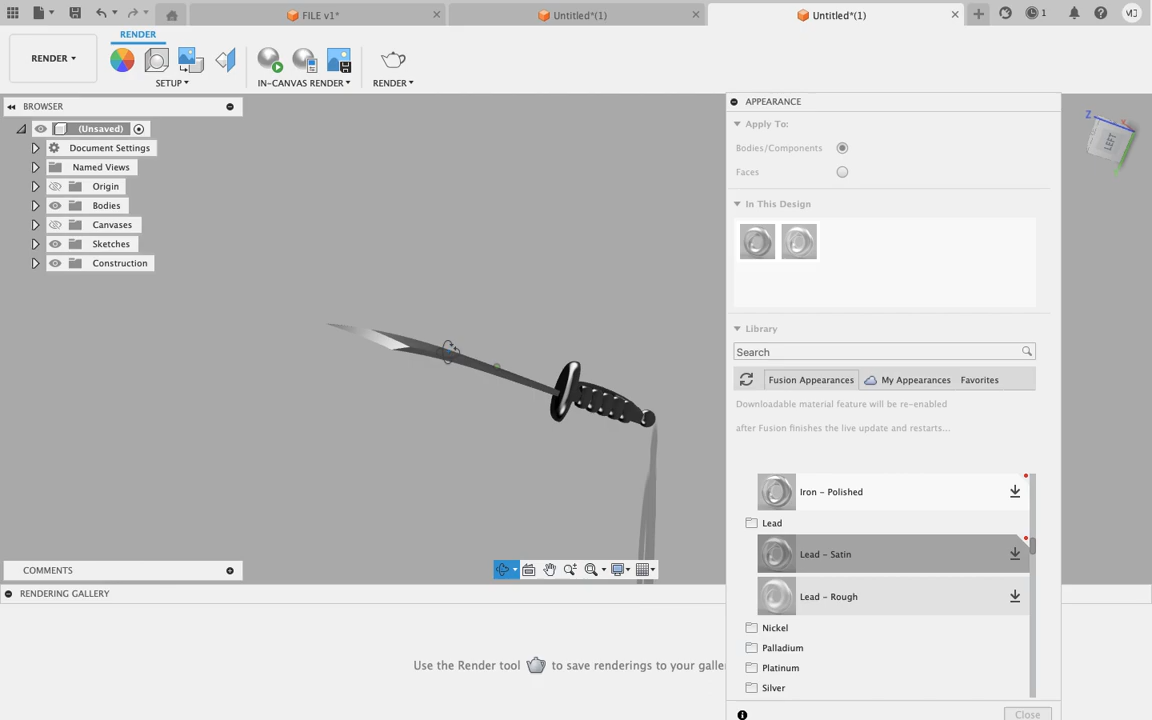 FILE v1*
Untitled*(1)
Untitled*(1)
1
MJ
RENDER
RENDER
SETUP
IN-CANVAS RENDER
RENDER
BROWSER
(Unsaved)
Document Settings
Named Views
Origin
Bodies
Canvases
Sketches
Construction
COMMENTS
RENDERING GALLERY
Use the Render tool to save renderings to your galle
Z
LEFT
APPEARANCE
Apply To:
Bodies/Components
Faces
In This Design
Library
Search
Fusion Appearances My Appearances Favorites
Downloadable material feature will be re-enabled
after Fusion finishes the live update and restarts...
Iron - Polished
Lead
Lead - Satin
Lead - Rough
Nickel
Palladium
Platinum
Silver
Close